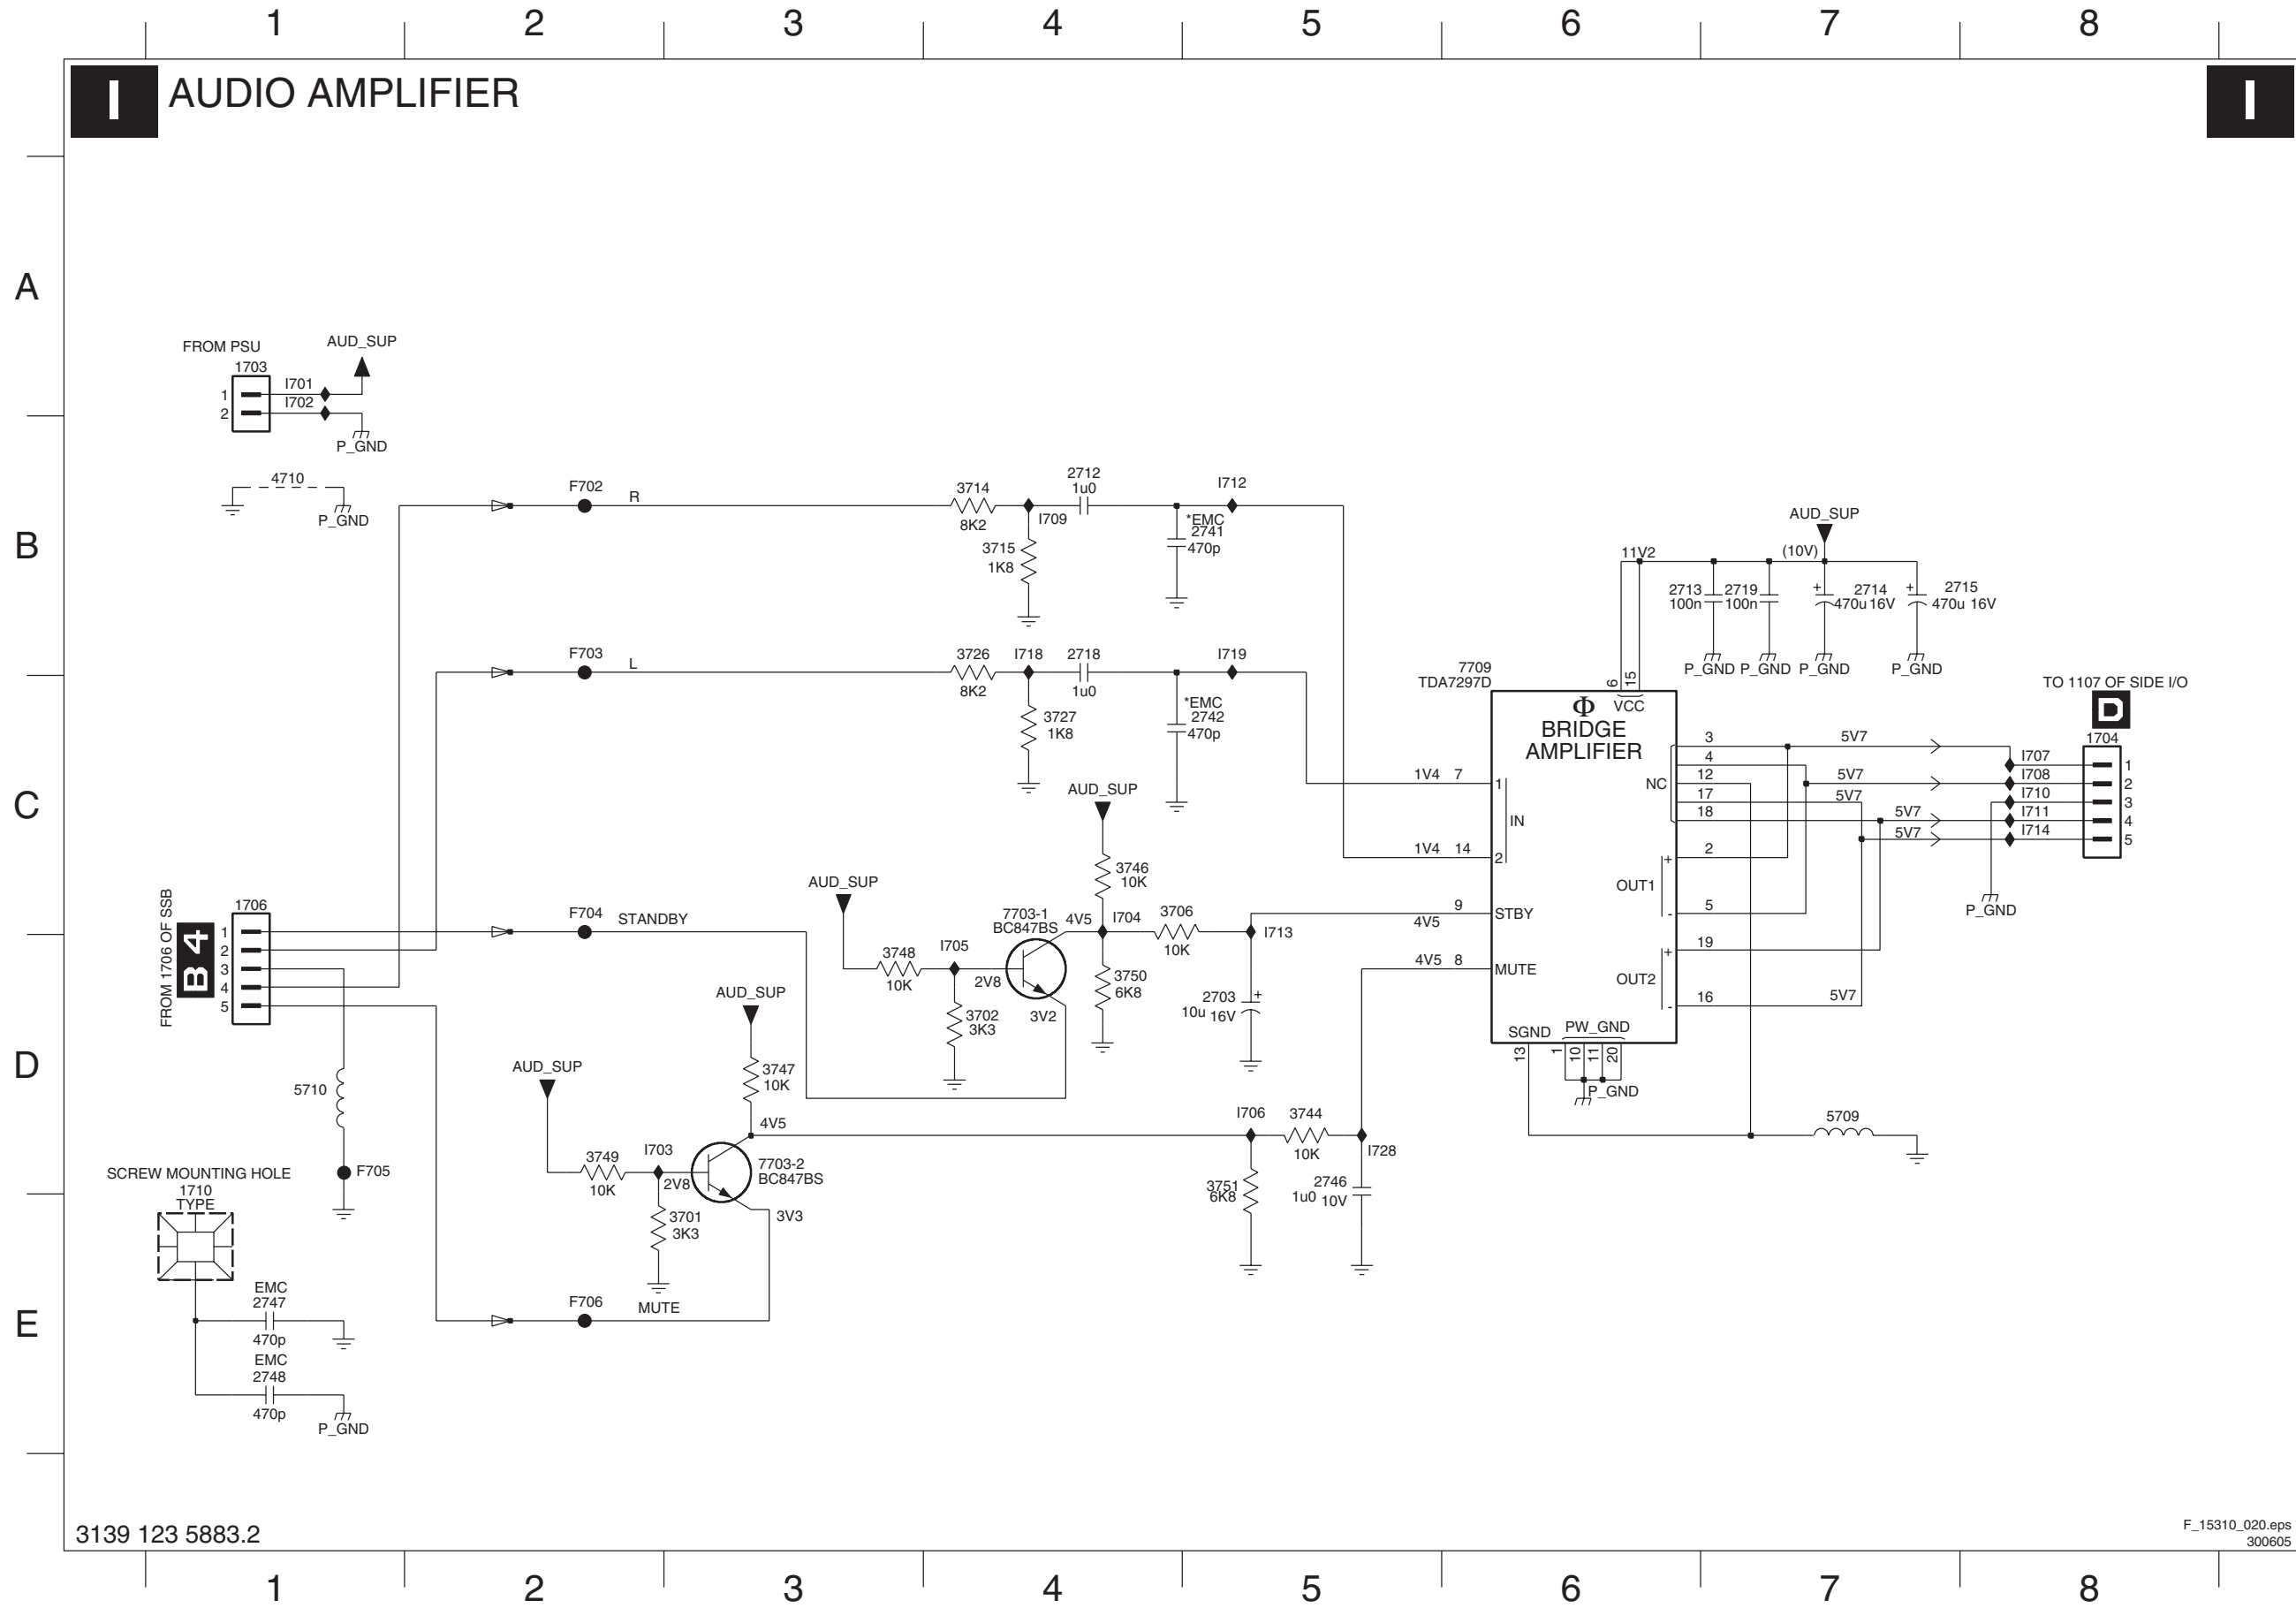 1 2 3 4 5 6 7 8
I AUDIO AMPLIFIER I
A
FROM PSU AUD_SUP
1703
1 I701
2 I702
P_GND
4710
P_GND
B
F702 R 3714 2712 I712
1u0
8K2 I709
3715
1K8
*EMC
2741
470p
AUD_SUP
11V2 (10V)
2713 2719 2714 2715
100n 100n + 470u 16V + 470u 16V
P_GND P_GND P_GND P_GND
F703 L 3726 I718 2718 I719
8K2 1u0
3727
1K8
*EMC
2742
470p
7709
TDA7297D
6 15
Φ VCC
BRIDGE
AMPLIFIER
TO 1107 OF SIDE I/O
D
1704
C
3 5V7
4 I707 1
NC 12 5V7 I708 2
17 5V7 I710 3
18 5V7 I711 4
5V7 I714 5
P_GND
1V4 7 1
IN
1V4 14 2
2 +
OUT1
5 -
19 +
OUT2
16 - 5V7
9 STBY
4V5
4V5 8 MUTE
SGND PW_GND
13 1 10 11 20
P_GND
5709
AUD_SUP
3746
10K
AUD_SUP
7703-1
BC847BS
4V5 I704 3706
10K
I713
3748
10K
I705
2V8
3702
3K3
3V2
3750
6K8
2703 +
10u 16V
FROM 1706 OF SSB
B 4
1706
1
2
3
4
5
F704 STANDBY
D
5710
F705
AUD_SUP
3747
10K
AUD_SUP
4V5
I706 3744
10K
I728
3749
10K
I703
2V8
7703-2
BC847BS
3701
3K3
3V3
3751
6K8
2746
1u0 10V
SCREW MOUNTING HOLE
1710
TYPE
E
EMC
2747
470p
EMC
2748
470p
P_GND
F706 MUTE
3139 123 5883.2
F_15310_020.eps
300605
1 2 3 4 5 6 7 8